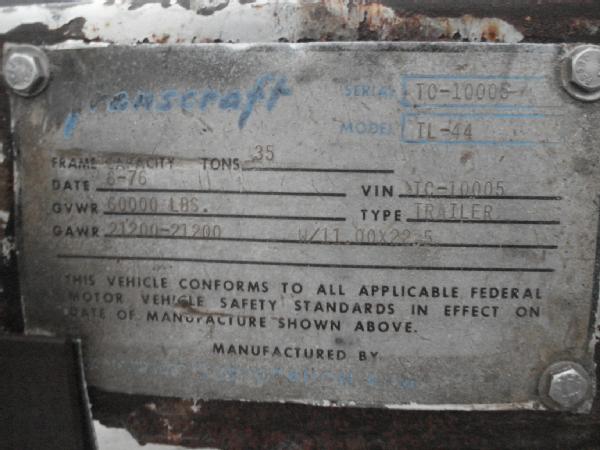 Transcraft
SERIAL TC-10005
MODEL TL-44
FRAME CAPACITY TONS 35
DATE 6-76
VIN TC-10005
GVWR 60000 LBS.
TYPE TRAILER
GAWR 21200-21200 W/11.00X22.5
THIS VEHICLE CONFORMS TO ALL APPLICABLE FEDERAL
MOTOR VEHICLE SAFETY STANDARDS IN EFFECT ON
DATE OF MANUFACTURE SHOWN ABOVE.
MANUFACTURED BY